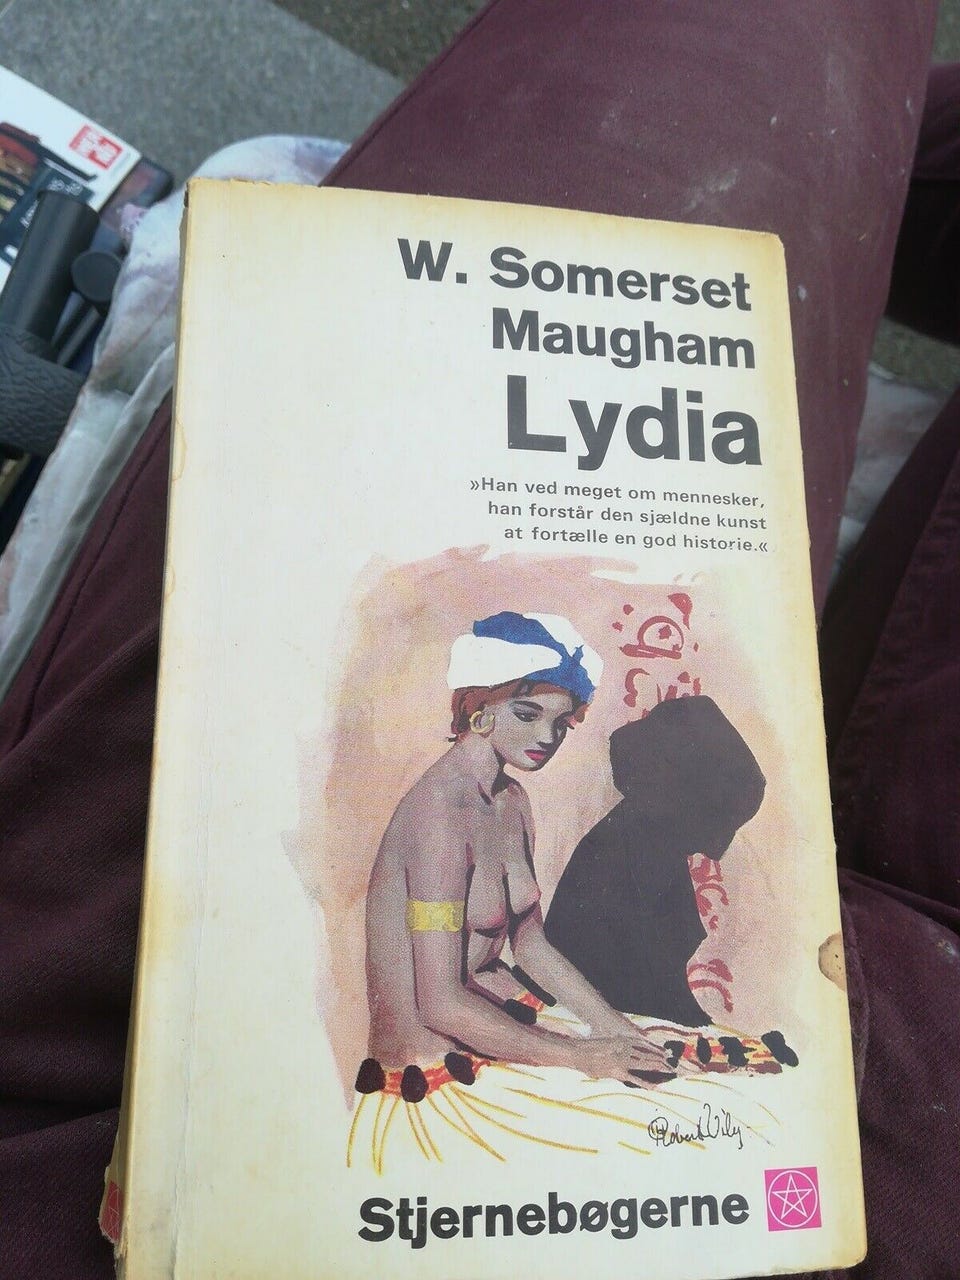 W. Somerset
Maugham
Lydia
»Han ved meget om mennesker,
han forstår den sjældne kunst
at fortælle en god historie.«
Stjernebøgerne